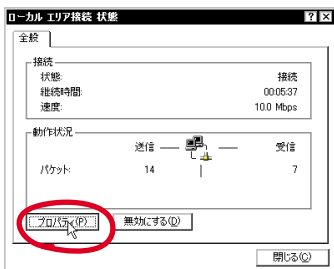 ローカル エリア接続 状態
全般
接続
状態: 接続
継続時間: 00:05:37
速度: 10.0 Mbps
動作状況
送信 — — 受信
パケット: 14 7
プロパティ(P) 無効にする(D)
閉じる(C)